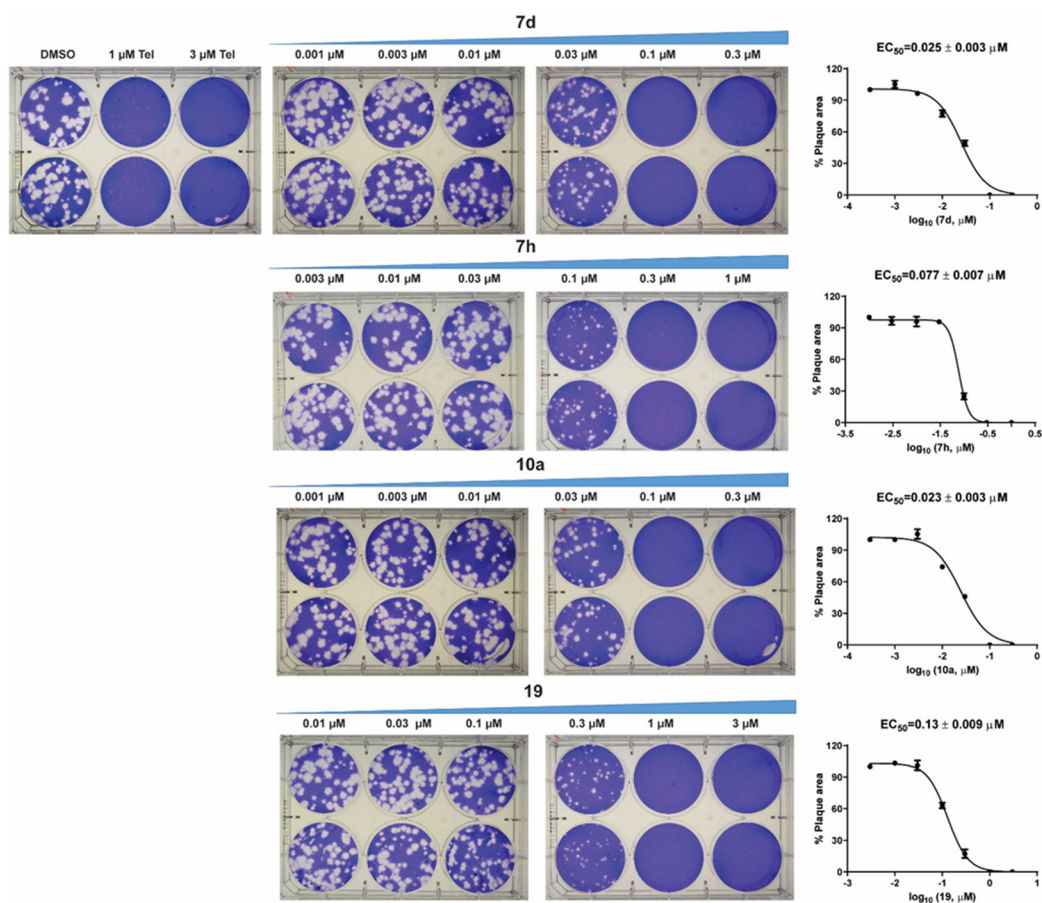 7d
DMSO 1 µM Tel 3 µM Tel
0.001 µM 0.003 µM 0.01 µM 0.03 µM 0.1 µM 0.3 µM
EC50=0.025 ± 0.003 µM
% Plaque area
120
90
60
30
0
-4 -3 -2 -1 0
log10 (7d, µM)
7h
0.003 µM 0.01 µM 0.03 µM 0.1 µM 0.3 µM 1 µM
EC50=0.077 ± 0.007 µM
% Plaque area
120
90
60
30
0
-3.5 -2.5 -1.5 -0.5 0.5
log10 (7h, µM)
10a
0.001 µM 0.003 µM 0.01 µM 0.03 µM 0.1 µM 0.3 µM
EC50=0.023 ± 0.003 µM
% Plaque area
120
90
60
30
0
-4 -3 -2 -1 0
log10 (10a, µM)
19
0.01 µM 0.03 µM 0.1 µM 0.3 µM 1 µM 3 µM
EC50=0.13 ± 0.009 µM
% Plaque area
120
90
60
30
0
-3 -2 -1 0 1
log10 (19, µM)